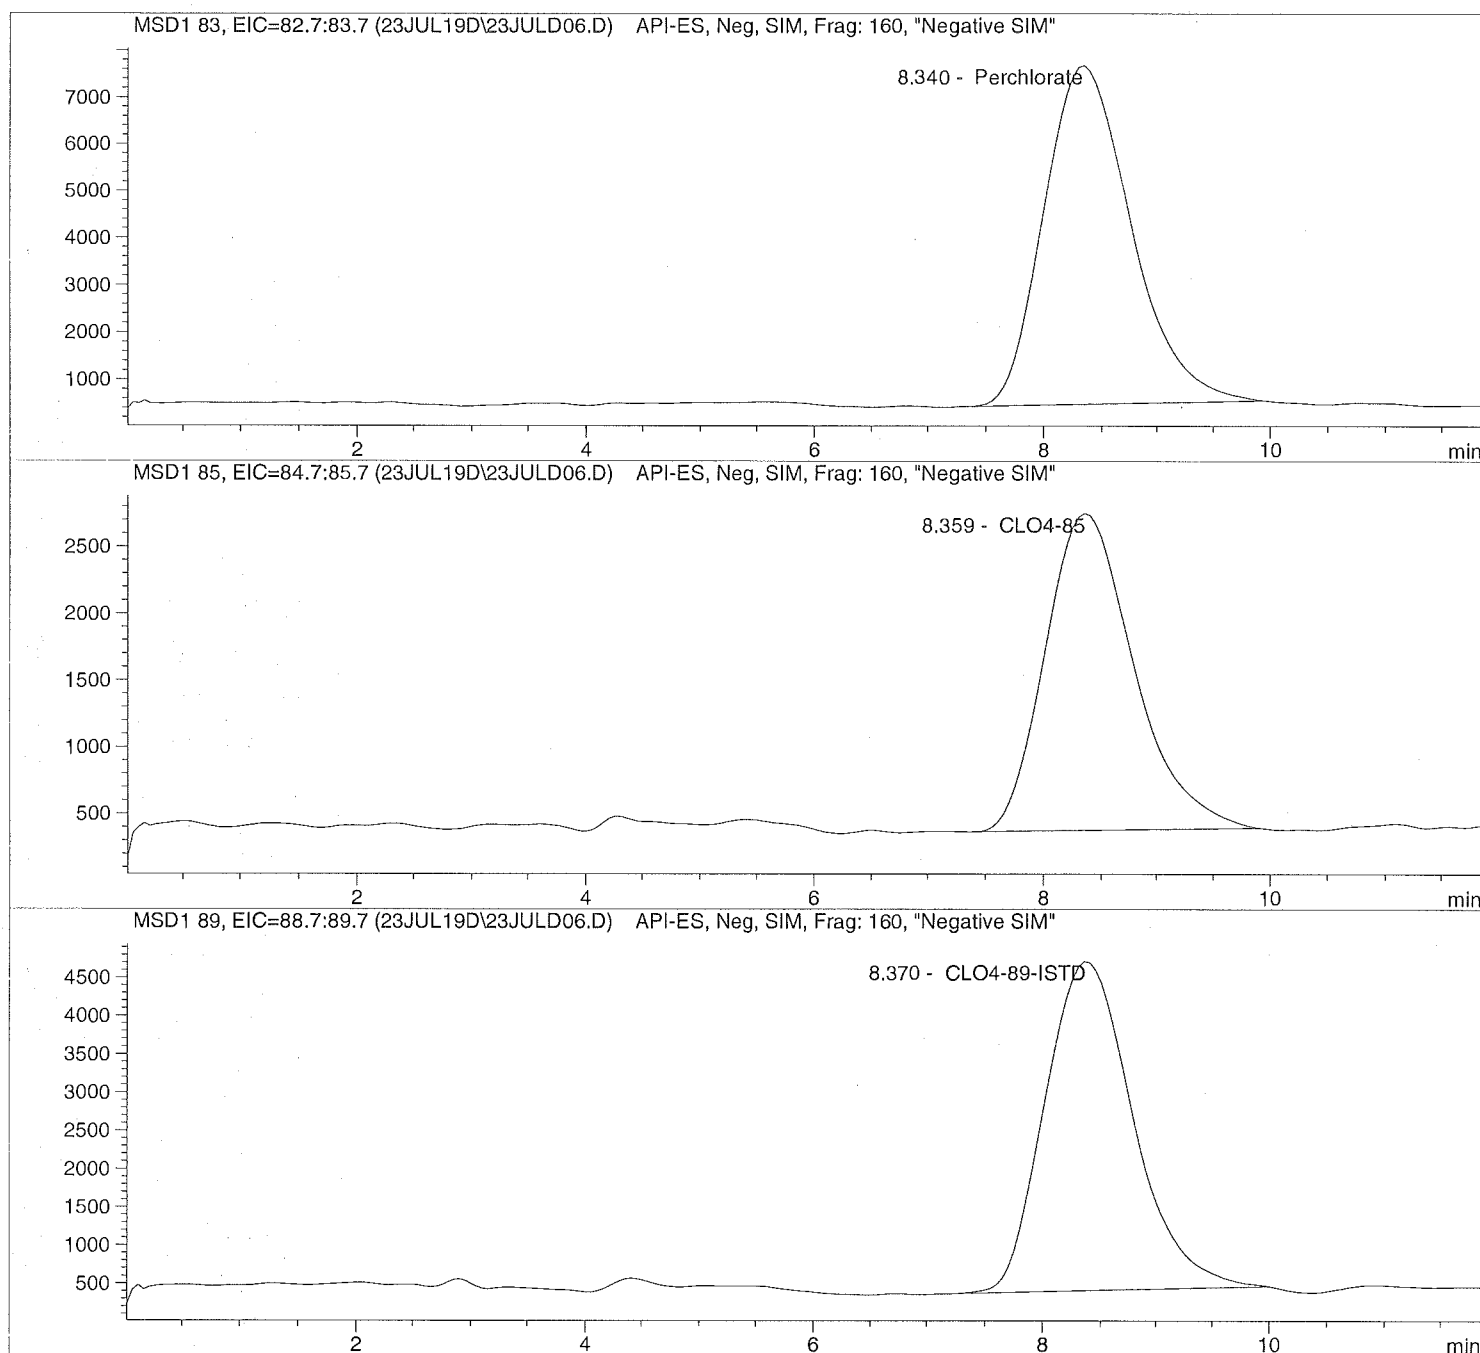 MSD1 83, EIC=82.7:83.7 (23JUL19D\23JULD06.D) API-ES, Neg, SIM, Frag: 160, "Negative SIM"
8.340 - Perchlorate
7000
6000
5000
4000
3000
2000
1000
2 4 6 8 10 min
MSD1 85, EIC=84.7:85.7 (23JUL19D\23JULD06.D) API-ES, Neg, SIM, Frag: 160, "Negative SIM"
8.359 - CLO4-85
2500
2000
1500
1000
500
2 4 6 8 10 min
MSD1 89, EIC=88.7:89.7 (23JUL19D\23JULD06.D) API-ES, Neg, SIM, Frag: 160, "Negative SIM"
8.370 - CLO4-89-ISTD
4500
4000
3500
3000
2500
2000
1500
1000
500
2 4 6 8 10 min